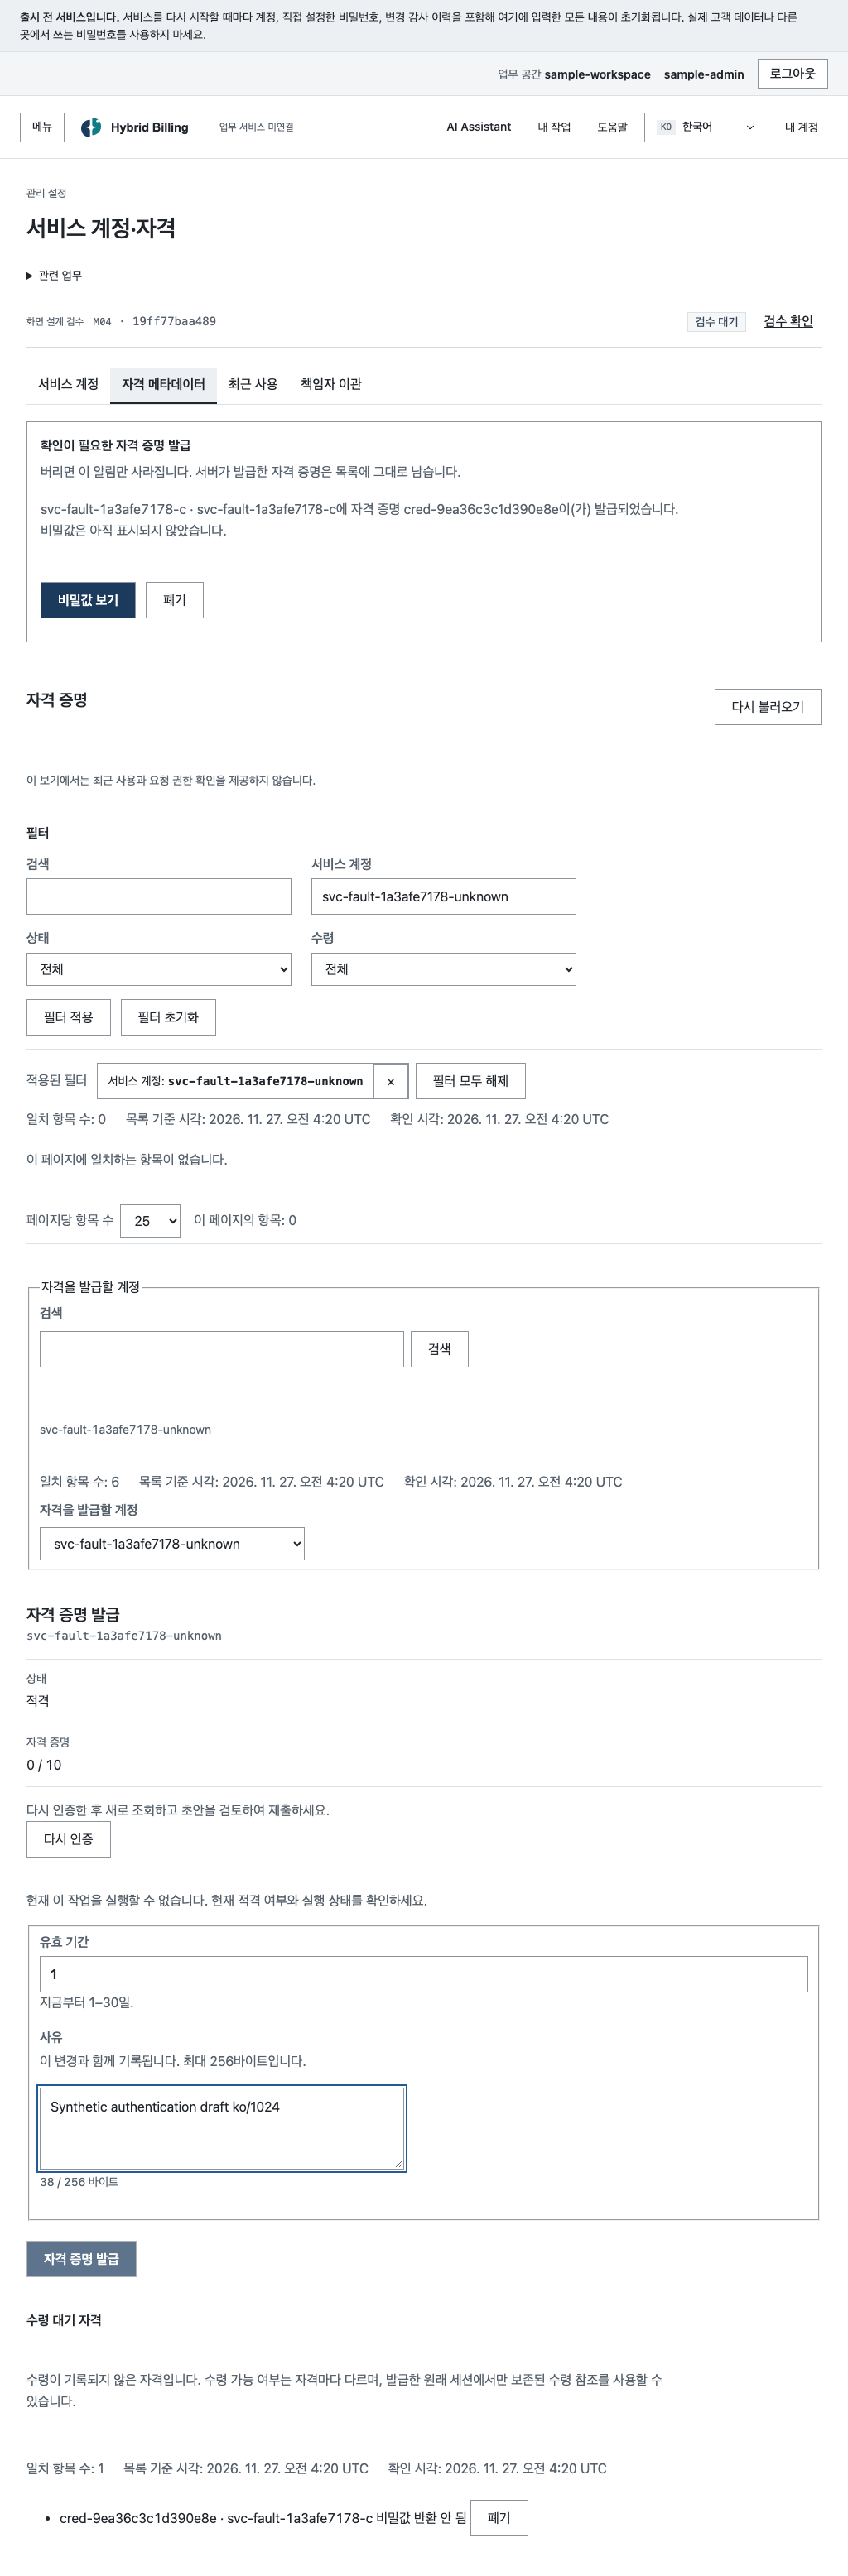 출시 전 서비스입니다. 서비스를 다시 시작할 때마다 계정, 직접 설정한 비밀번호, 변경 감사 이력을 포함해 여기에 입력한 모든 내용이 초기화됩니다. 실제 고객 데이터나 다른
곳에서 쓰는 비밀번호를 사용하지 마세요.
업무 공간 sample-workspace sample-admin 로그아웃
메뉴 Hybrid Billing 업무 서비스 미연결 AI Assistant 내 작업 도움말 KO 한국어 내 계정
관리 설정
서비스 계정·자격
▶ 관련 업무
화면 설계 검수 M04 · 19ff77baa489 검수 대기 검수 확인
서비스 계정 자격 메타데이터 최근 사용 책임자 이관
확인이 필요한 자격 증명 발급
버리면 이 알림만 사라집니다. 서버가 발급한 자격 증명은 목록에 그대로 남습니다.
svc-fault-1a3afe7178-c · svc-fault-1a3afe7178-c에 자격 증명 cred-9ea36c3c1d390e8e이(가) 발급되었습니다.
비밀값은 아직 표시되지 않았습니다.
비밀값 보기 폐기
자격 증명 다시 불러오기
이 보기에서는 최근 사용과 요청 권한 확인을 제공하지 않습니다.
필터
검색 서비스 계정
svc-fault-1a3afe7178-unknown
상태 수령
전체 전체
필터 적용 필터 초기화
적용된 필터 서비스 계정: svc-fault-1a3afe7178-unknown × 필터 모두 해제
일치 항목 수: 0 목록 기준 시각: 2026. 11. 27. 오전 4:20 UTC 확인 시각: 2026. 11. 27. 오전 4:20 UTC
이 페이지에 일치하는 항목이 없습니다.
페이지당 항목 수 25 이 페이지의 항목: 0
자격을 발급할 계정
검색
검색
svc-fault-1a3afe7178-unknown
일치 항목 수: 6 목록 기준 시각: 2026. 11. 27. 오전 4:20 UTC 확인 시각: 2026. 11. 27. 오전 4:20 UTC
자격을 발급할 계정
svc-fault-1a3afe7178-unknown
자격 증명 발급
svc-fault-1a3afe7178-unknown
상태
적격
자격 증명
0 / 10
다시 인증한 후 새로 조회하고 초안을 검토하여 제출하세요.
다시 인증
현재 이 작업을 실행할 수 없습니다. 현재 적격 여부와 실행 상태를 확인하세요.
유효 기간
1
지금부터 1–30일.
사유
이 변경과 함께 기록됩니다. 최대 256바이트입니다.
Synthetic authentication draft ko/1024
38 / 256 바이트
자격 증명 발급
수령 대기 자격
수령이 기록되지 않은 자격입니다. 수령 가능 여부는 자격마다 다르며, 발급한 원래 세션에서만 보존된 수령 참조를 사용할 수
있습니다.
일치 항목 수: 1 목록 기준 시각: 2026. 11. 27. 오전 4:20 UTC 확인 시각: 2026. 11. 27. 오전 4:20 UTC
• cred-9ea36c3c1d390e8e · svc-fault-1a3afe7178-c 비밀값 반환 안 됨 폐기